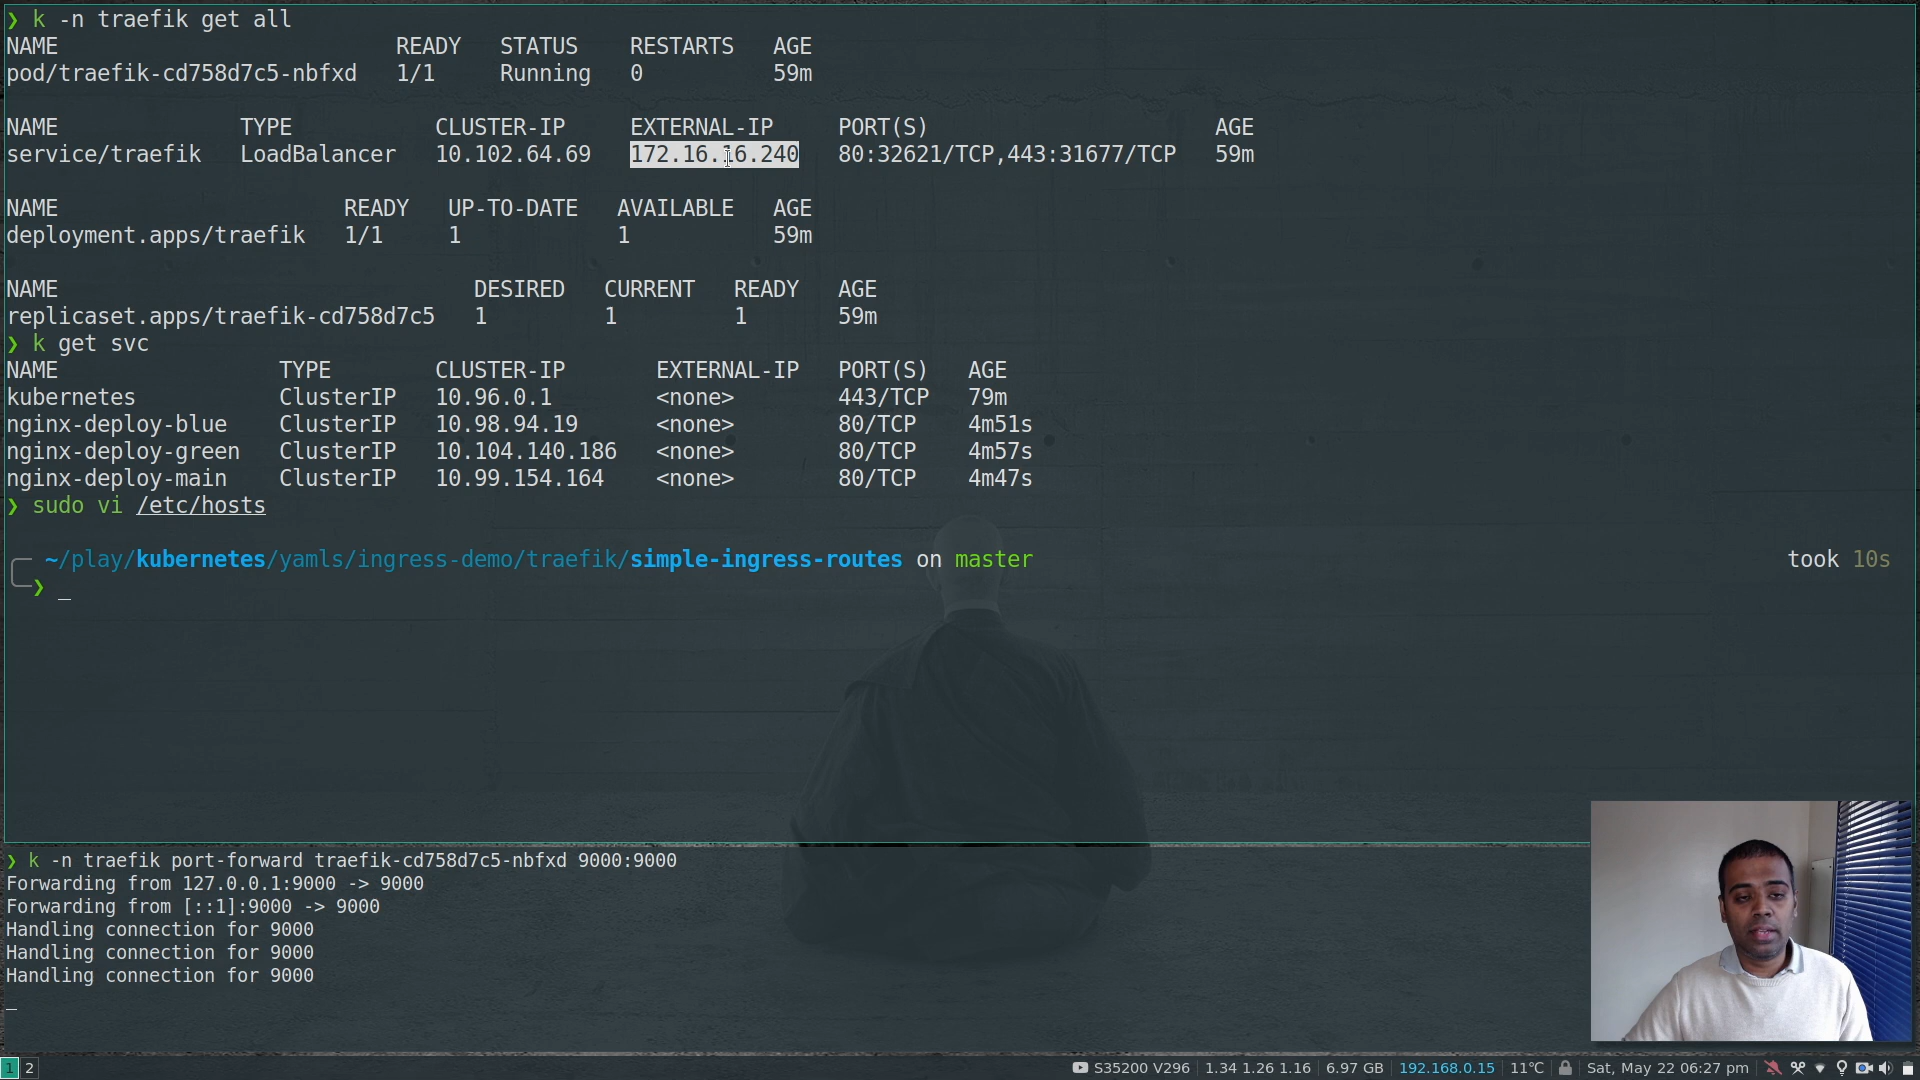 ❯ k -n traefik get all
NAME READY STATUS RESTARTS AGE
pod/traefik-cd758d7c5-nbfxd 1/1 Running 0 59m
NAME TYPE CLUSTER-IP EXTERNAL-IP PORT(S) AGE
service/traefik LoadBalancer 10.102.64.69 172.16.16.240 80:32621/TCP,443:31677/TCP 59m
NAME READY UP-TO-DATE AVAILABLE AGE
deployment.apps/traefik 1/1 1 1 59m
NAME DESIRED CURRENT READY AGE
replicaset.apps/traefik-cd758d7c5 1 1 1 59m
❯ k get svc
NAME TYPE CLUSTER-IP EXTERNAL-IP PORT(S) AGE
kubernetes ClusterIP 10.96.0.1 <none> 443/TCP 79m
nginx-deploy-blue ClusterIP 10.98.94.19 <none> 80/TCP 4m51s
nginx-deploy-green ClusterIP 10.104.140.186 <none> 80/TCP 4m57s
nginx-deploy-main ClusterIP 10.99.154.164 <none> 80/TCP 4m47s
❯ sudo vi /etc/hosts
~/play/kubernetes/yamls/ingress-demo/traefik/simple-ingress-routes on master took 10s
❯ _
❯ k -n traefik port-forward traefik-cd758d7c5-nbfxd 9000:9000
Forwarding from 127.0.0.1:9000 -> 9000
Forwarding from [::1]:9000 -> 9000
Handling connection for 9000
Handling connection for 9000
Handling connection for 9000
_
1 2 S35200 V296 1.34 1.26 1.16 6.97 GB 192.168.0.15 11℃ Sat, May 22 06:27 pm